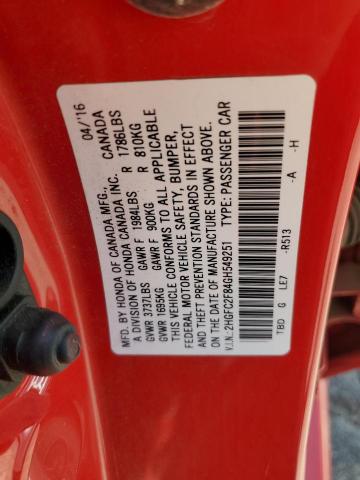 MFD. BY HONDA OF CANADA MFG., 04/'16
A DIVISION OF HONDA CANADA INC. CANADA
GVWR 3737LBS GAWR F 1984LBS R 1786LBS
GVWR 1695KG GAWR F 900KG R 810KG
THIS VEHICLE CONFORMS TO ALL APPLICABLE
FEDERAL MOTOR VEHICLE SAFETY, BUMPER,
AND THEFT PREVENTION STANDARDS IN EFFECT
ON THE DATE OF MANUFACTURE SHOWN ABOVE.
V.I.N.: 2HGFC2F84GH549251 TYPE: PASSENGER CAR
TBD G LE7 -R513 -A -H